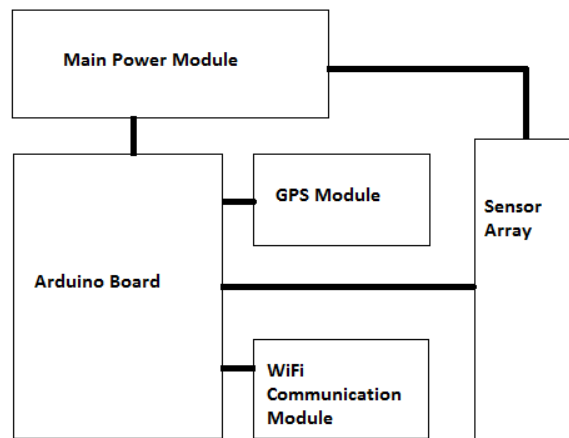 Main Power Module
GPS Module
Sensor
Array
Arduino Board
WiFi
Communication
Module